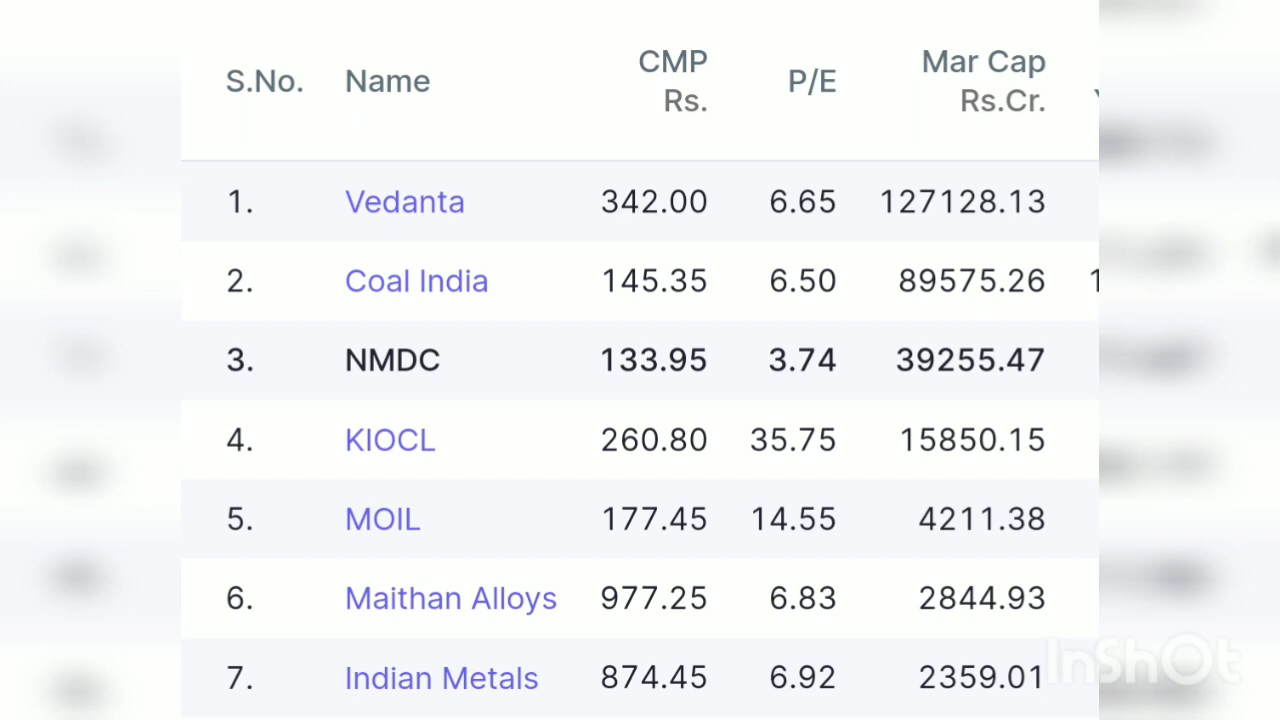 S.No. Name CMP Rs. P/E Mar Cap Rs.Cr.
1. Vedanta 342.00 6.65 127128.13
2. Coal India 145.35 6.50 89575.26 1
3. NMDC 133.95 3.74 39255.47
4. KIOCL 260.80 35.75 15850.15
5. MOIL 177.45 14.55 4211.38
6. Maithan Alloys 977.25 6.83 2844.93
7. Indian Metals 874.45 6.92 2359.01
InShOt